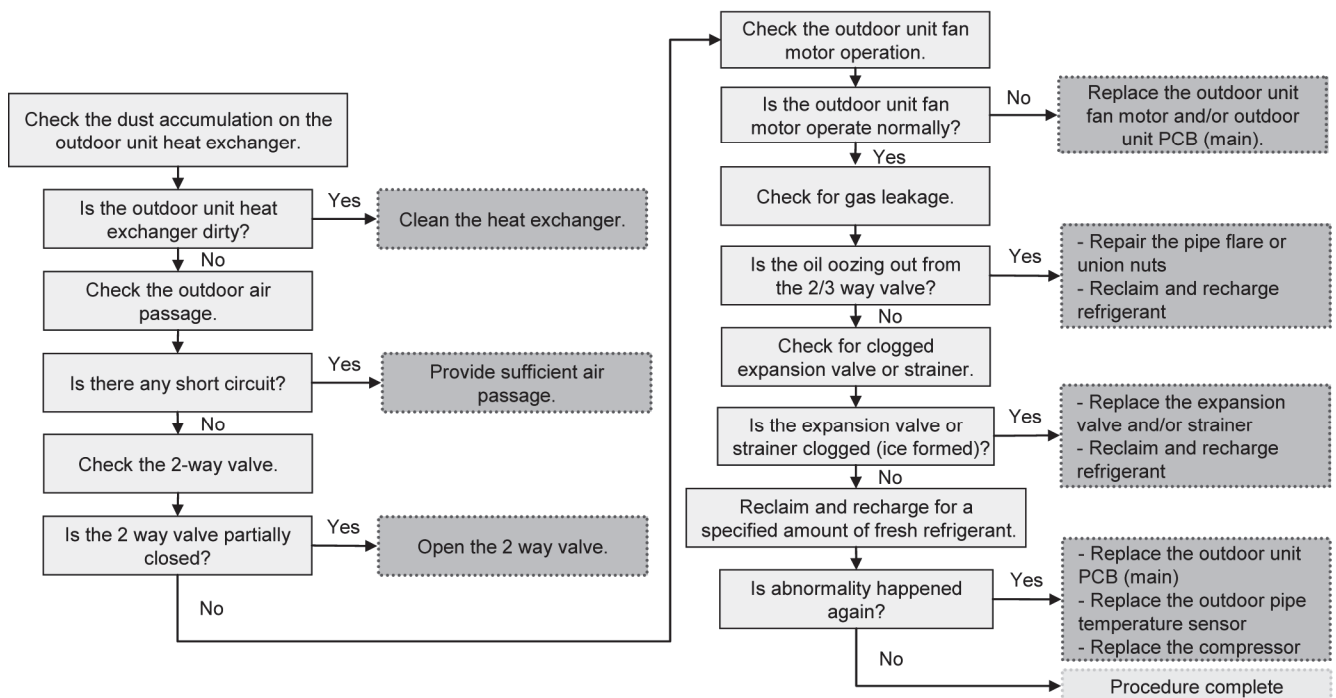 Check the dust accumulation on the
outdoor unit heat exchanger.
Is the outdoor unit heat
exchanger dirty?
Yes
Clean the heat exchanger.
No
Check the outdoor air
passage.
Is there any short circuit?
Yes
Provide sufficient air
passage.
No
Check the 2-way valve.
Is the 2 way valve partially
closed?
Yes
Open the 2 way valve.
No
Check the outdoor unit fan
motor operation.
Is the outdoor unit fan
motor operate normally?
No
Replace the outdoor unit
fan motor and/or outdoor
unit PCB (main).
Yes
Check for gas leakage.
Is the oil oozing out from
the 2/3 way valve?
Yes
- Repair the pipe flare or
union nuts
- Reclaim and recharge
refrigerant
No
Check for clogged
expansion valve or strainer.
Is the expansion valve or
strainer clogged (ice formed)?
Yes
- Replace the expansion
valve and/or strainer
- Reclaim and recharge
refrigerant
No
Reclaim and recharge for a
specified amount of fresh refrigerant.
Is abnormality happened
again?
Yes
- Replace the outdoor unit
PCB (main)
- Replace the outdoor pipe
temperature sensor
- Replace the compressor
No
Procedure complete